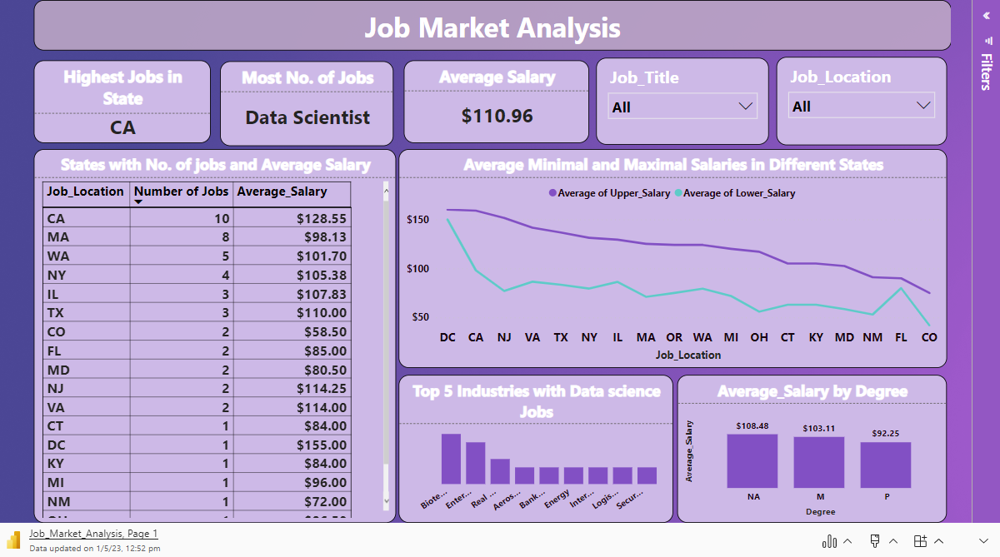 Job Market Analysis
Filters
Highest Jobs in
State
CA
Most No. of Jobs
Data Scientist
Average Salary
$110.96
Job_Title
All
Job_Location
All
States with No. of jobs and Average Salary
Job_Location Number of Jobs Average_Salary
CA 10 $128.55
MA 8 $98.13
WA 5 $101.70
NY 4 $105.38
IL 3 $107.83
TX 3 $110.00
CO 2 $58.50
FL 2 $85.00
MD 2 $80.50
NJ 2 $114.25
VA 2 $114.00
CT 1 $84.00
DC 1 $155.00
KY 1 $84.00
MI 1 $96.00
NM 1 $72.00
Average Minimal and Maximal Salaries in Different States
Average of Upper_Salary Average of Lower_Salary
$150
$100
$50
DC CA NJ VA TX NY IL MA OR WA MI OH CT KY MD NM FL CO
Job_Location
Top 5 Industries with Data science
Jobs
Biote... Enter... Real ... Aeros... Bank... Energy Inter... Logis... Secur...
Average_Salary by Degree
Average_Salary
$108.48 $103.11 $92.25
NA M P
Degree
Job_Market_Analysis, Page 1
Data updated on 1/5/23, 12:52 pm